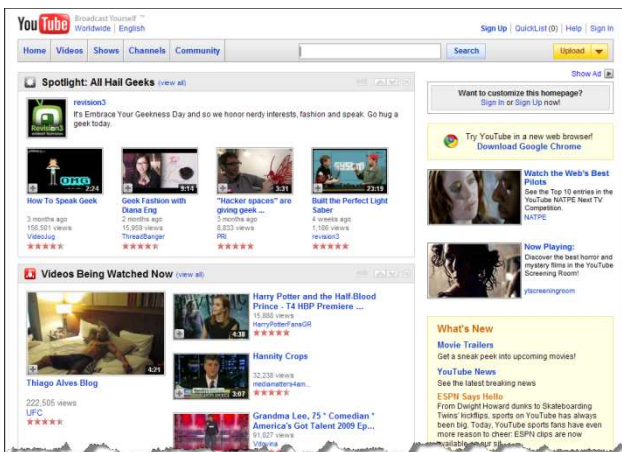 YouTube
Broadcast Yourself ™
Worldwide | English
Sign Up | QuickList (0) | Help | Sign In
Home Videos Shows Channels Community
Search
Upload
Show Ad
Spotlight: All Hail Geeks (view all)
revision3
It's Embrace Your Geekness Day and so we honor nerdy interests, fashion and speak. Go hug a
geek today.
Revision3
OMG
2:24
9:14
3:31
23:19
How To Speak Geek
3 months ago
156,501 views
VideoJug
Geek Fashion with
Diana Eng
2 months ago
15,959 views
ThreadBanger
"Hacker spaces" are
giving geek ...
3 months ago
8,833 views
PRI
Built the Perfect Light
Saber
4 weeks ago
1,186 views
revision3
Videos Being Watched Now (view all)
4:21
Thiago Alves Blog
222,505 views
UFC
4:38
Harry Potter and the Half-Blood
Prince - T4 HBP Premiere ...
15,888 views
HarryPotterFansGR
3:07
Hannity Crops
32,238 views
mediamatters4am...
Grandma Lee, 75 * Comedian *
America's Got Talent 2009 Ep...
91,827 views
Want to customize this homepage?
Sign In or Sign Up now!
Try YouTube in a new web browser!
Download Google Chrome
Watch the Web's Best
Pilots
See the Top 10 entries in the
YouTube NATPE Next TV
Competition.
NATPE
Now Playing:
Discover the best horror and
mystery films in the YouTube
Screening Room!
ytscreeningroom
What's New
Movie Trailers
Get a sneak peek into upcoming movies!
YouTube News
See the latest breaking news
ESPN Says Hello
From Dwight Howard dunks to Skateboarding
Twins' kickflips, sports on YouTube has always
been big. Today, YouTube sports fans have even
more reason to cheer: ESPN clips are now
available on our